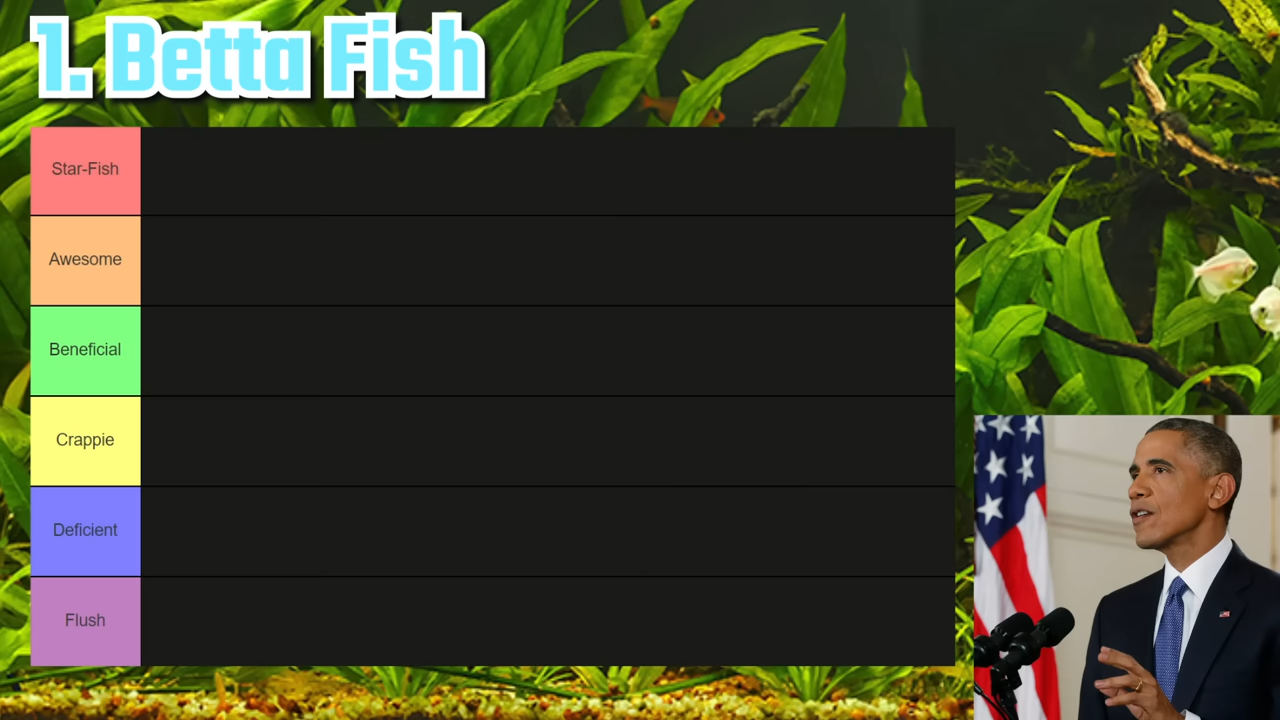 1. Betta Fish
Star-Fish
Awesome
Beneficial
Crappie
Deficient
Flush